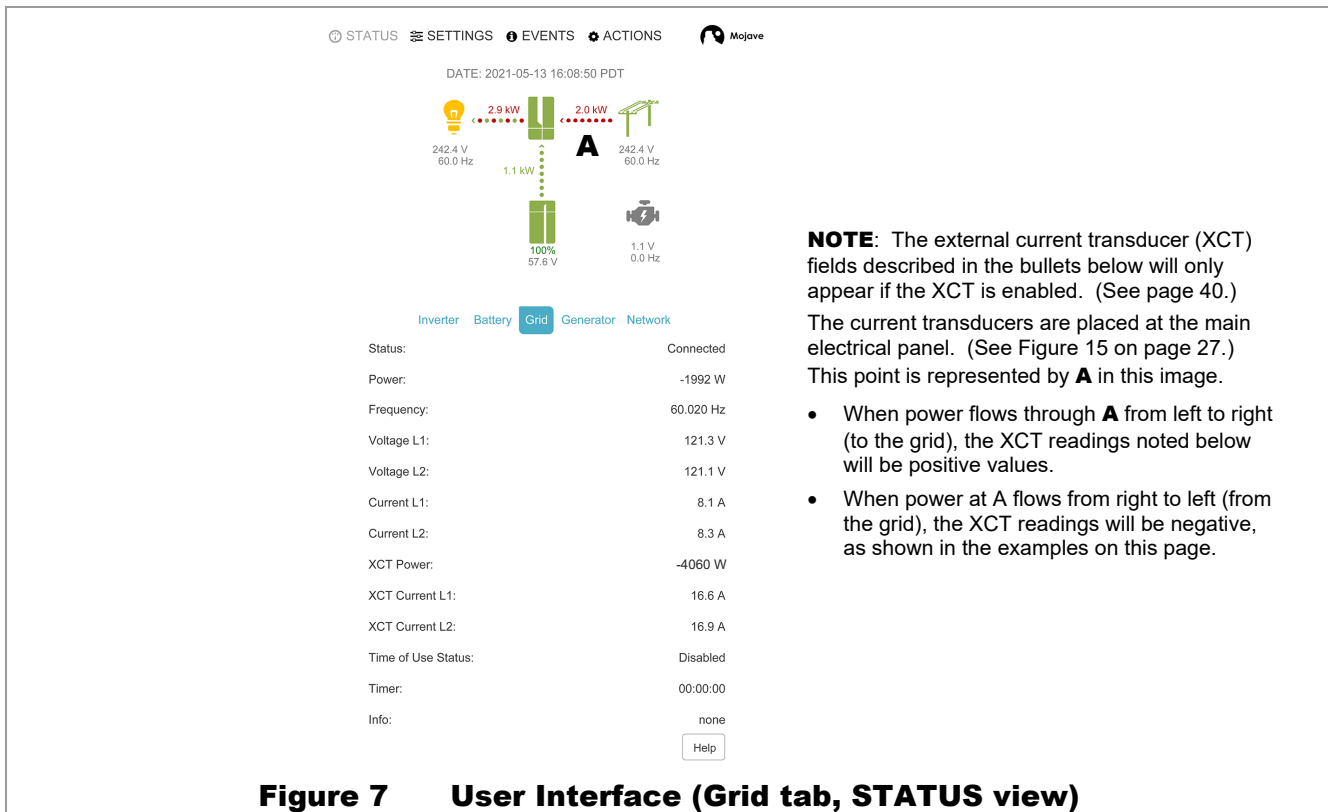 STATUS SETTINGS EVENTS ACTIONS Mojave
DATE: 2021-05-13 16:08:50 PDT
2.9 kW 2.0 kW
A
242.4 V 242.4 V
60.0 Hz 60.0 Hz
1.1 kW
100% 1.1 V
57.6 V 0.0 Hz
Inverter Battery Grid Generator Network
Status: Connected
Power: -1992 W
Frequency: 60.020 Hz
Voltage L1: 121.3 V
Voltage L2: 121.1 V
Current L1: 8.1 A
Current L2: 8.3 A
XCT Power: -4060 W
XCT Current L1: 16.6 A
XCT Current L2: 16.9 A
Time of Use Status: Disabled
Timer: 00:00:00
Info: none
Help
NOTE: The external current transducer (XCT)
fields described in the bullets below will only
appear if the XCT is enabled. (See page 40.)
The current transducers are placed at the main
electrical panel. (See Figure 15 on page 27.)
This point is represented by A in this image.
• When power flows through A from left to right
(to the grid), the XCT readings noted below
will be positive values.
• When power at A flows from right to left (from
the grid), the XCT readings will be negative,
as shown in the examples on this page.
Figure 7 User Interface (Grid tab, STATUS view)